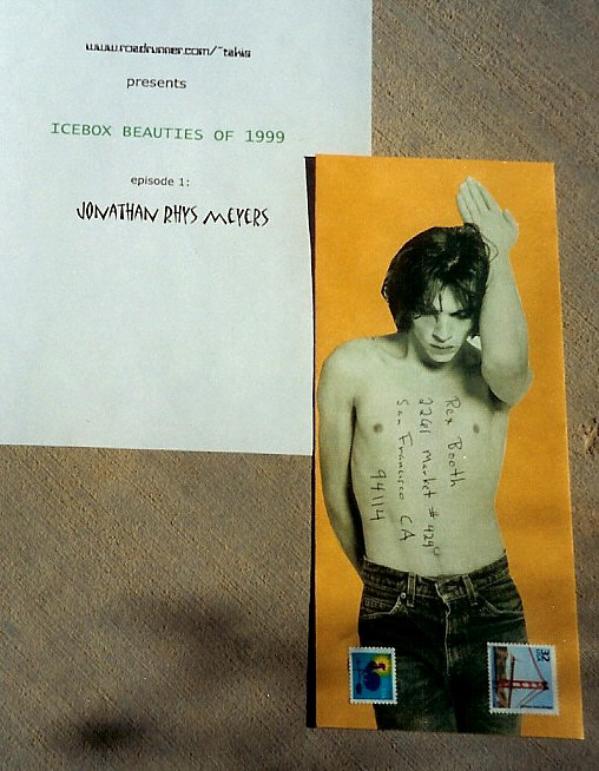 www.roadrunner.com/~takis
presents
ICEBOX BEAUTIES OF 1999
episode 1:
JONATHAN RHYS MEYERS
Rex Booth
2261 Market #429
San Francisco CA
94114
32